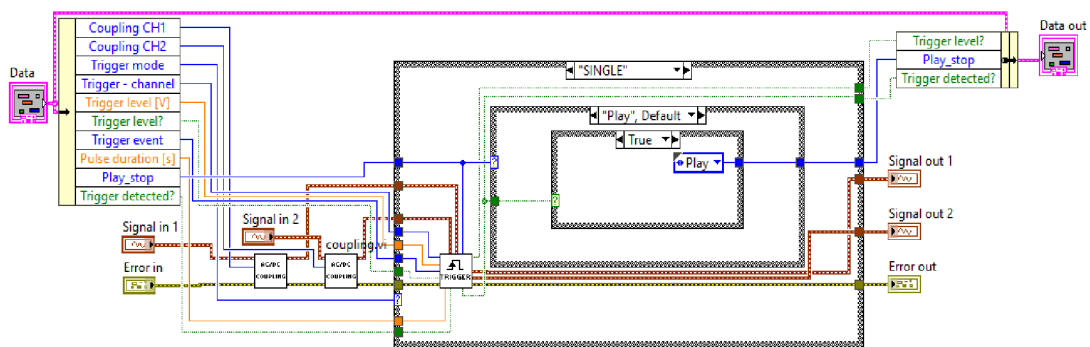 Data
Coupling CH1
Coupling CH2
Trigger mode
Trigger - channel
Trigger level [V]
Trigger level?
Trigger event
Pulse duration [s]
Play_stop
Trigger detected?
Signal in 1
Signal in 2
Error in
coupling.vi
AC/DC
COUPLING
AC/DC
COUPLING
TRIGGER
"SINGLE"
"Play", Default
True
Play
?
?
?
Trigger level?
Play_stop
Trigger detected?
Data out
Signal out 1
Signal out 2
Error out